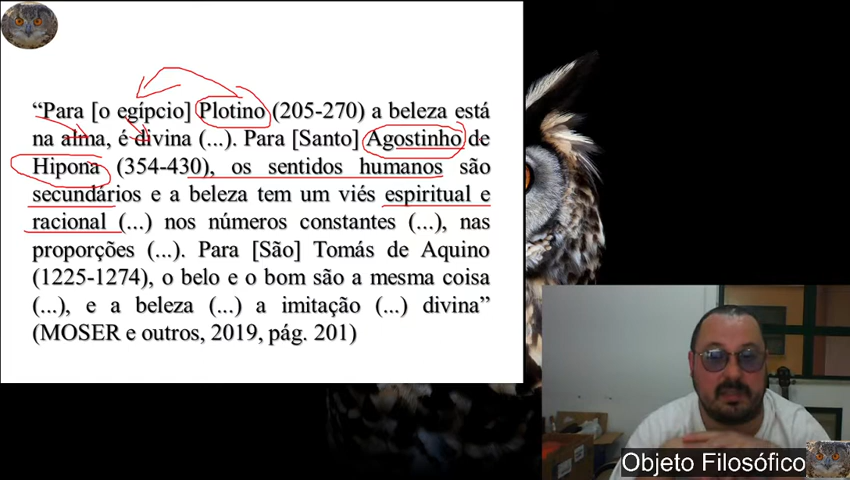 “Para [o egípcio] Plotino (205-270) a beleza está
na alma, é divina (...). Para [Santo] Agostinho de
Hipona (354-430), os sentidos humanos são
secundários e a beleza tem um viés espiritual e
racional (...) nos números constantes (...), nas
proporções (...). Para [São] Tomás de Aquino
(1225-1274), o belo e o bom são a mesma coisa
(...), e a beleza (...) a imitação (...) divina”
(MOSER e outros, 2019, pág. 201)
Objeto Filosófico